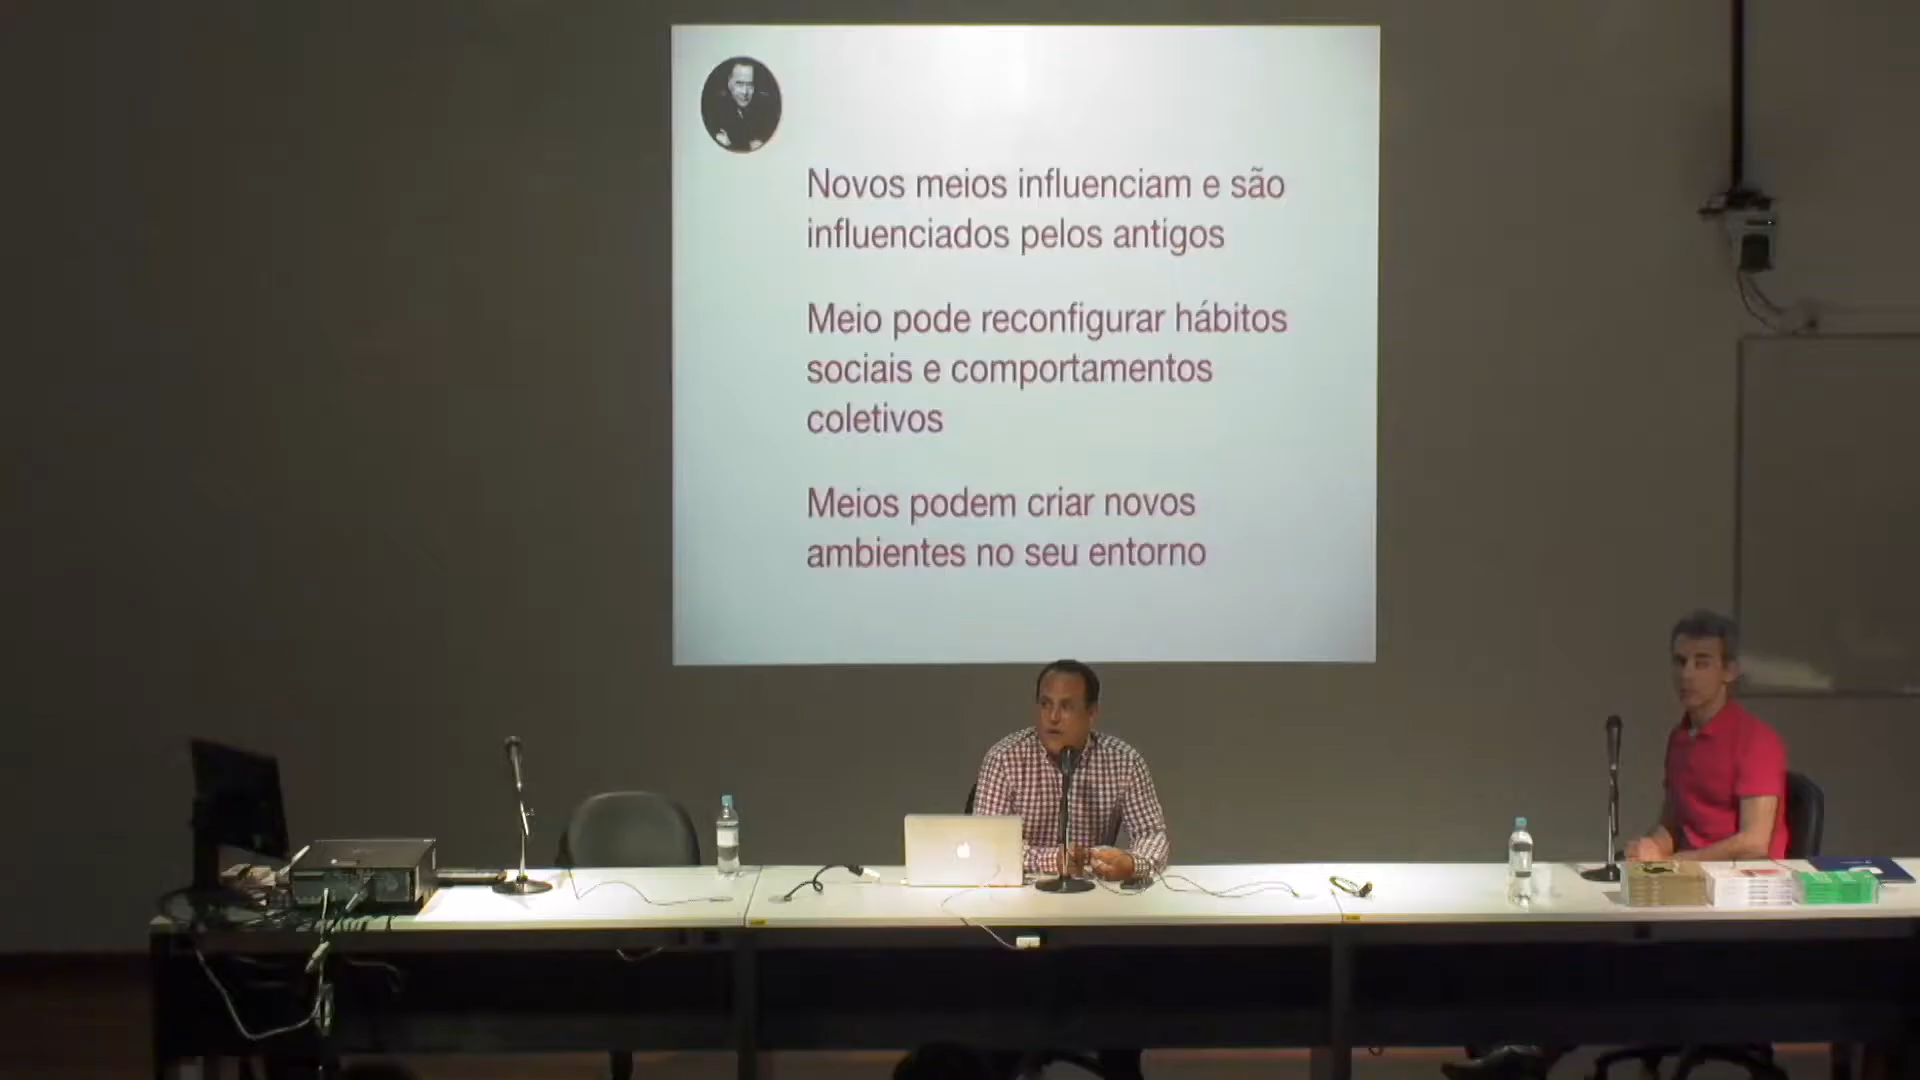 Novos meios influenciam e são
influenciados pelos antigos
Meio pode reconfigurar hábitos
sociais e comportamentos
coletivos
Meios podem criar novos
ambientes no seu entorno